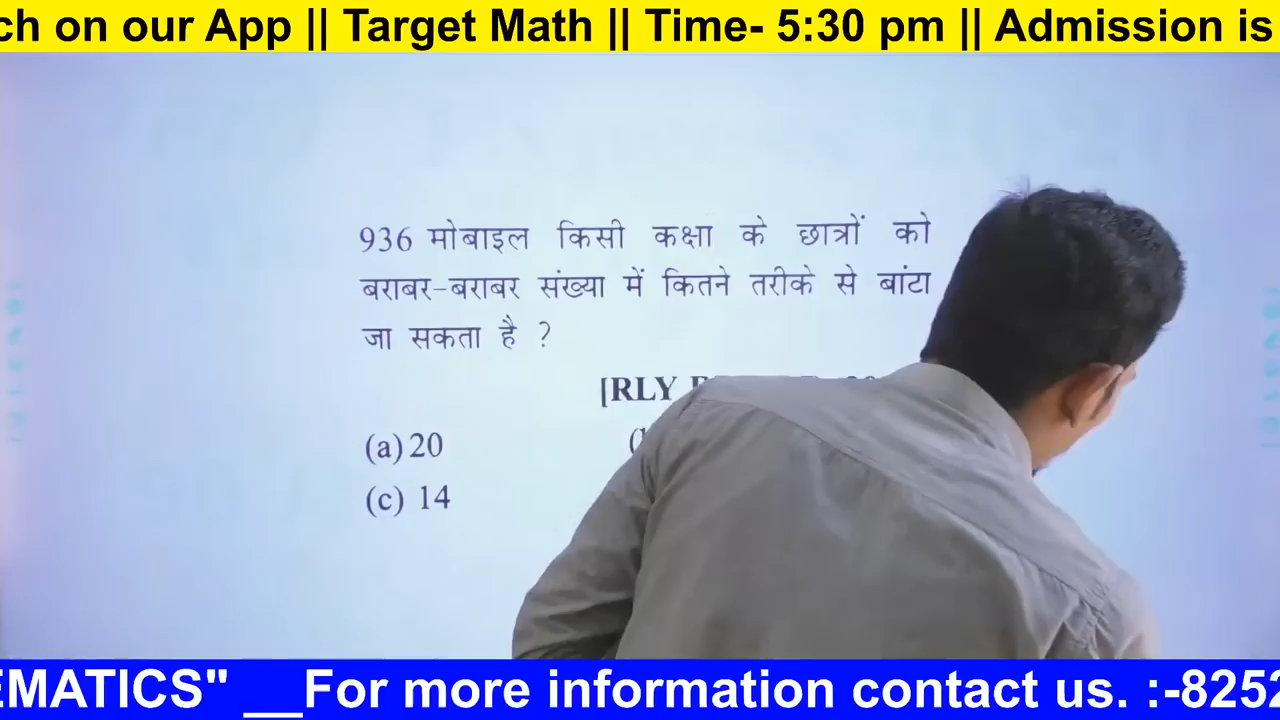 ch on our App || Target Math || Time- 5:30 pm || Admission is
936 मोबाइल किसी कक्षा के छात्रों को
बराबर-बराबर संख्या में कितने तरीके से बांटा
जा सकता है ?
[RLY
(a) 20
(c) 14
EMATICS" __For more information contact us. :-8252